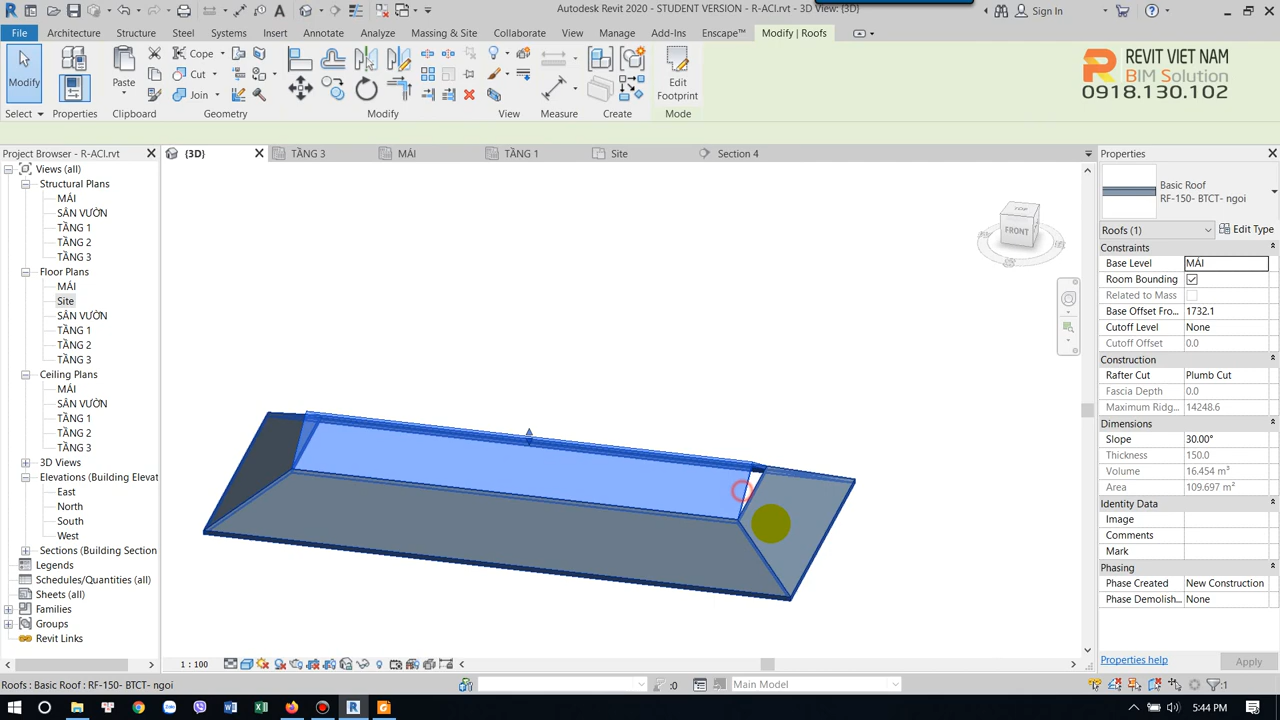 Autodesk Revit 2020 - STUDENT VERSION - R-ACI.rvt - 3D View: {3D}
Sign In
File
Architecture
Structure
Steel
Systems
Insert
Annotate
Analyze
Massing & Site
Collaborate
View
Manage
Add-Ins
Enscape™
Modify | Roofs
Modify
Paste
Cope
Cut
Join
Edit
Footprint
Select
Properties
Clipboard
Geometry
Modify
View
Measure
Create
Mode
REVIT VIET NAM
BIM Solution
0918.130.102
Project Browser - R-ACI.rvt
{3D}
TẦNG 3
MÁI
TẦNG 1
Site
Section 4
Properties
Views (all)
Structural Plans
MÁI
SÂN VƯỜN
TẦNG 1
TẦNG 2
TẦNG 3
Floor Plans
MÁI
Site
SÂN VƯỜN
TẦNG 1
TẦNG 2
TẦNG 3
Ceiling Plans
MÁI
SÂN VƯỜN
TẦNG 1
TẦNG 2
TẦNG 3
3D Views
Elevations (Building Elevat
East
North
South
West
Sections (Building Section
Legends
Schedules/Quantities (all)
Sheets (all)
Families
Groups
Revit Links
TOP
FRONT
Basic Roof
RF-150- BTCT- ngoi
Roofs (1)
Edit Type
Constraints
Base Level MÁI
Room Bounding
Related to Mass
Base Offset Fro... 1732.1
Cutoff Level None
Cutoff Offset 0.0
Construction
Rafter Cut Plumb Cut
Fascia Depth 0.0
Maximum Ridg... 14248.6
Dimensions
Slope 30.00°
Thickness 150.0
Volume 16.454 m³
Area 109.697 m²
Identity Data
Image
Comments
Mark
Phasing
Phase Created New Construction
Phase Demolish... None
Properties help
Apply
1 : 100
Roofs : Basic Roof : RF-150- BTCT- ngoi
:0
Main Model
:1
5:44 PM